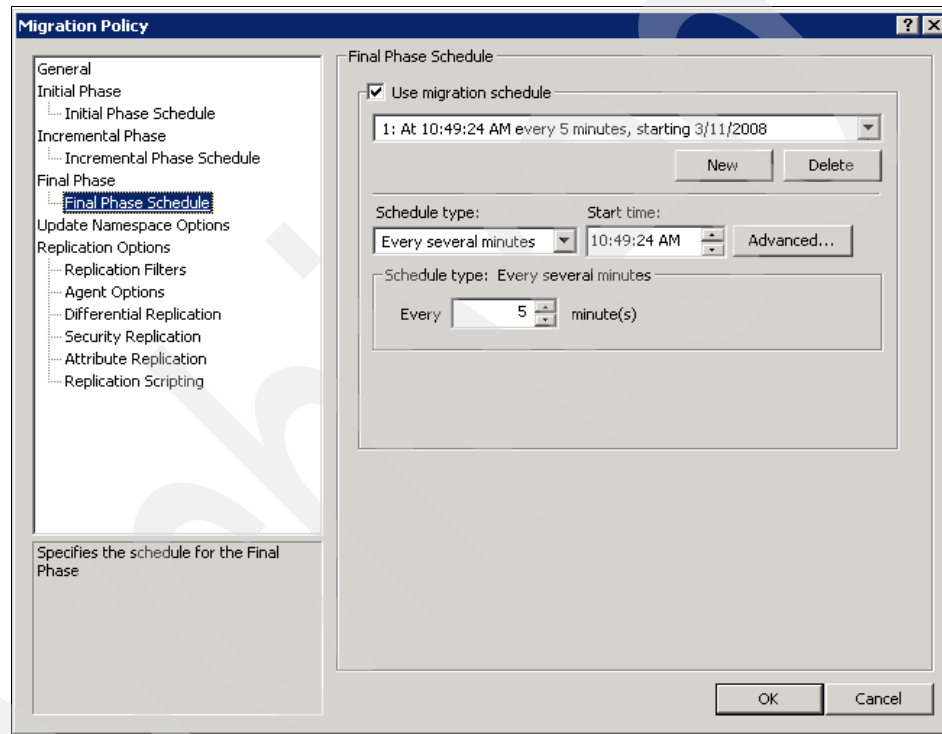 Migration Policy
General
Initial Phase
Initial Phase Schedule
Incremental Phase
Incremental Phase Schedule
Final Phase
Final Phase Schedule
Update Namespace Options
Replication Options
Replication Filters
Agent Options
Differential Replication
Security Replication
Attribute Replication
Replication Scripting
Specifies the schedule for the Final
Phase
Final Phase Schedule
Use migration schedule
1: At 10:49:24 AM every 5 minutes, starting 3/11/2008
New Delete
Schedule type: Start time:
Every several minutes 10:49:24 AM Advanced...
Schedule type: Every several minutes
Every 5 minute(s)
OK Cancel